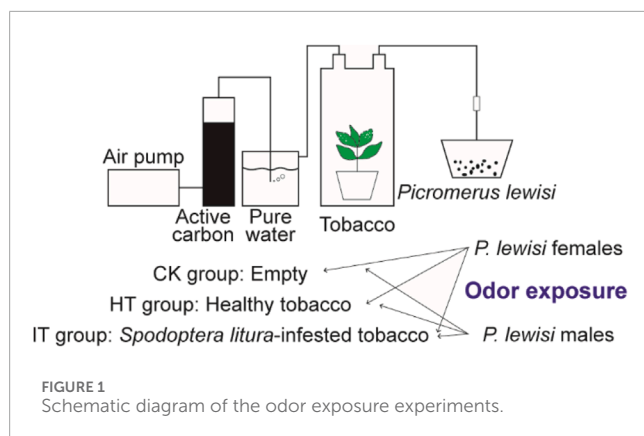 Air pump
Active
carbon
Pure
water
Tobacco
Picromerus lewisi
P. lewisi females
CK group: Empty
Odor exposure
HT group: Healthy tobacco
IT group: Spodoptera litura-infested tobacco
P. lewisi males
FIGURE 1
Schematic diagram of the odor exposure experiments.